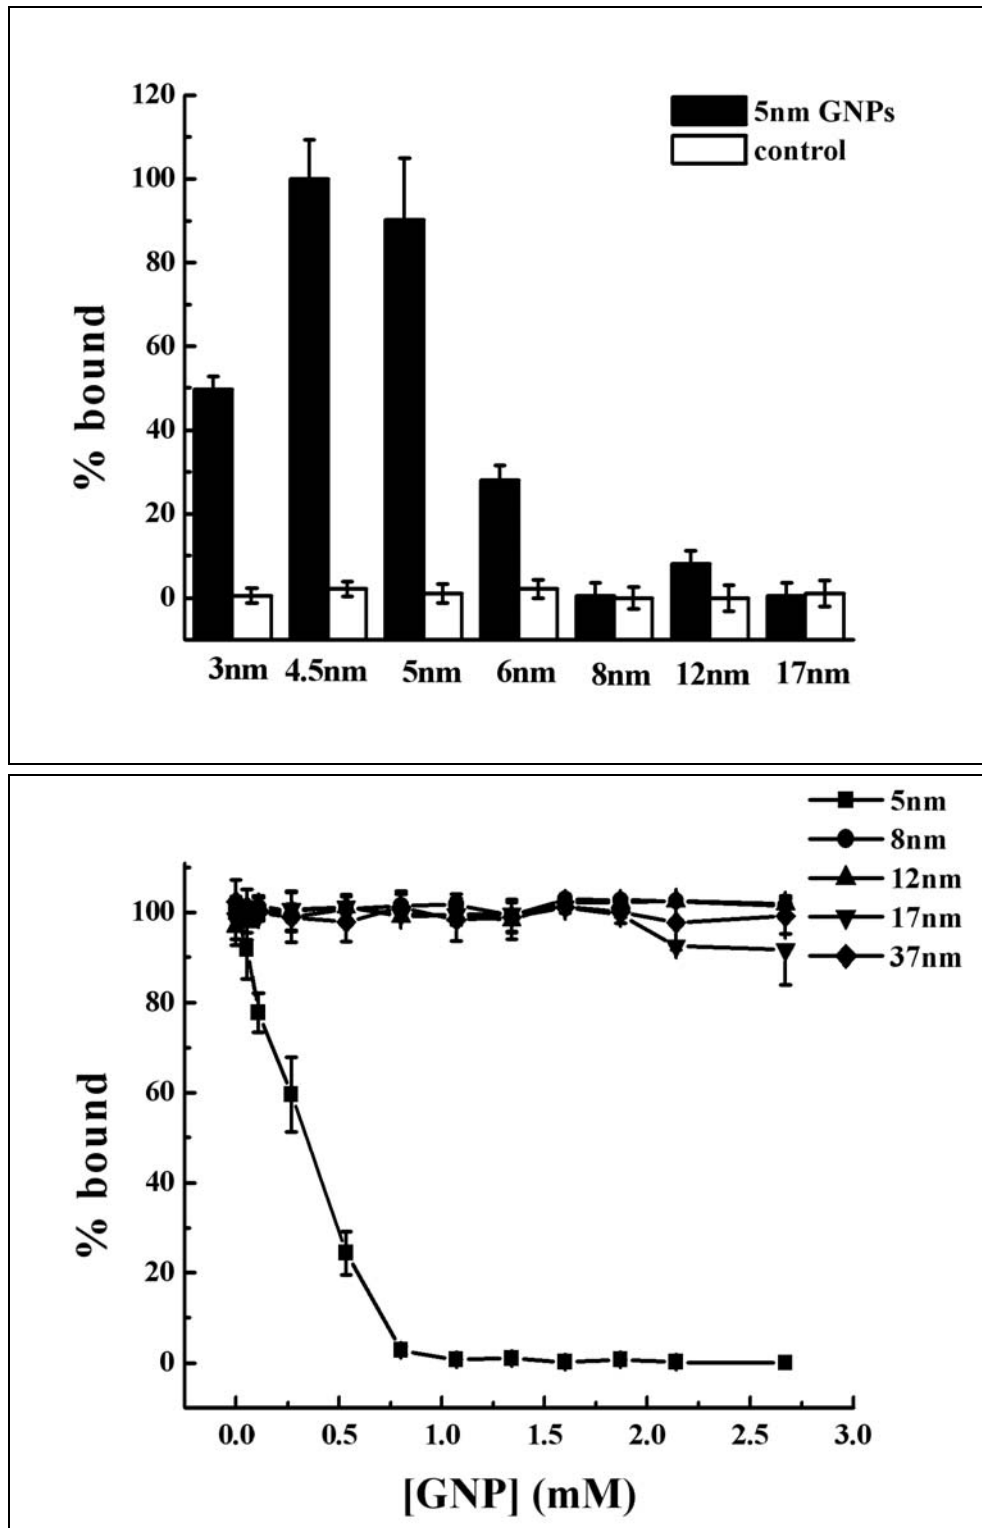 120
100
80
60
40
20
0
% bound
5nm GNPs
control
3nm 4.5nm 5nm 6nm 8nm 12nm 17nm
5nm
8nm
12nm
17nm
37nm
100
80
60
40
20
0
% bound
0.0 0.5 1.0 1.5 2.0 2.5 3.0
[GNP] (mM)